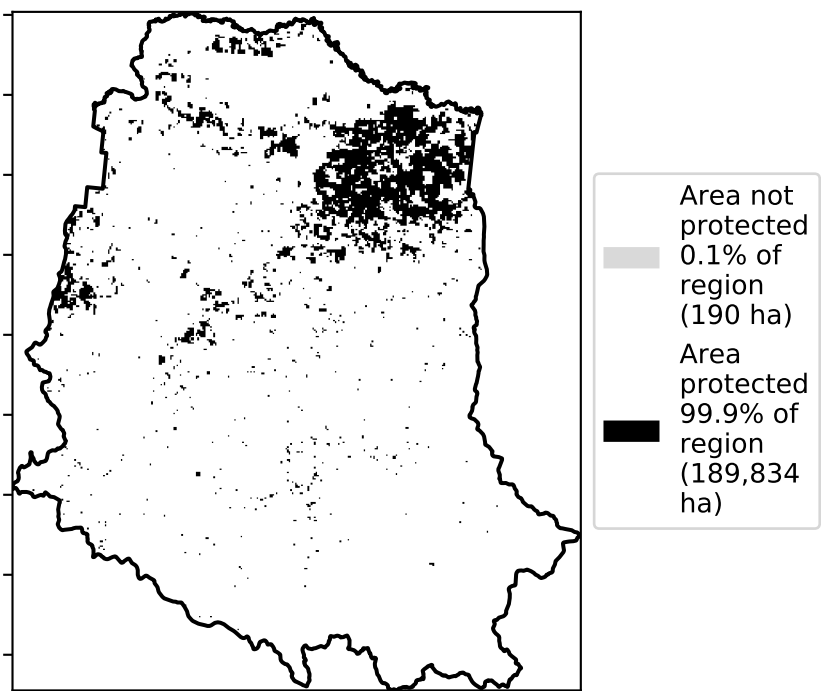 Area not
protected
0.1% of
region
(190 ha)
Area
protected
99.9% of
region
(189,834
ha)